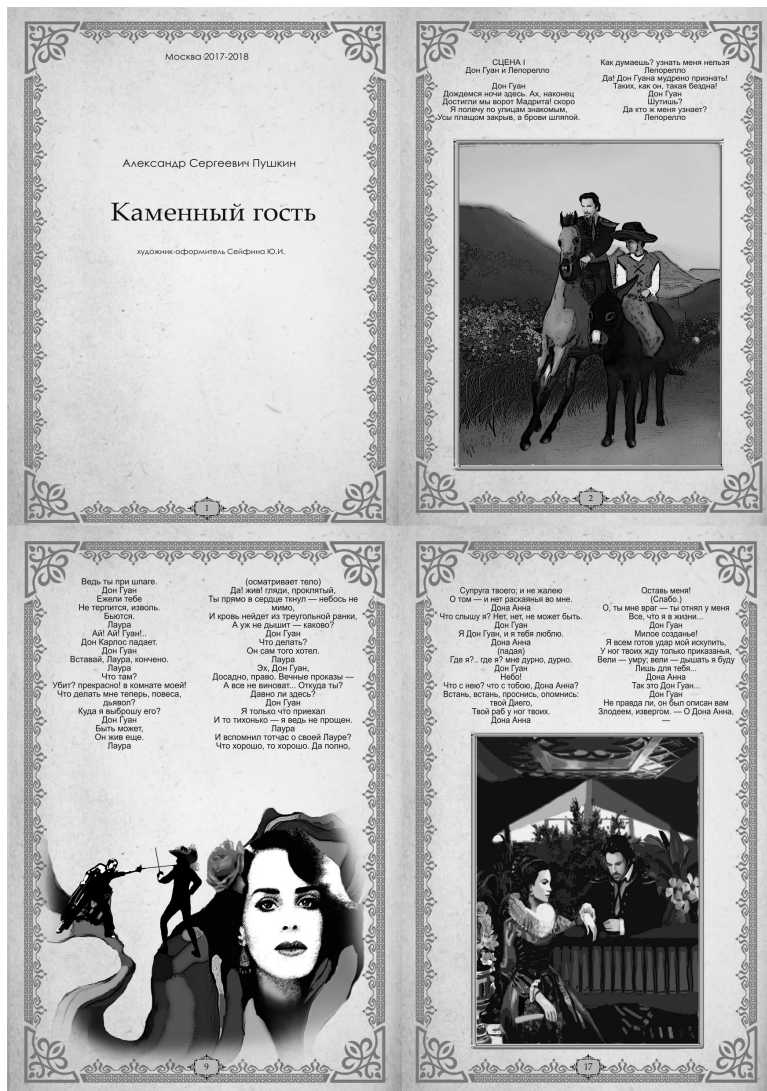 Москва 2017-2018
Александр Сергеевич Пушкин
Каменный гость
художник-оформитель Сейфина Ю.И.
1
СЦЕНА I
Дон Гуан и Лепорелло
Дон Гуан
Дождемся ночи здесь. Ах, наконец
Достигли мы ворот Мадрита! скоро
Я полечу по улицам знакомым,
Усы плащом закрыв, а брови шляпой.
Как думаешь? узнать меня нельзя
Лепорелло
Да! Дон Гуана мудрено признать!
Таких, как он, такая бездна!
Дон Гуан
Шутишь?
Да кто ж меня узнает?
Лепорелло
2
Ведь ты при шпаге.
Дон Гуан
Ежели тебе
Не терпится, изволь.
Бьются.
Лаура
Ай! Ай! Гуан!..
Дон Карлос падает.
Дон Гуан
Вставай, Лаура, кончено.
Лаура
Что там?
Убит? прекрасно! в комнате моей!
Что делать мне теперь, повеса,
дьявол?
Куда я выброшу его?
Дон Гуан
Быть может,
Он жив еще.
Лаура
(осматривает тело)
Да! жив! гляди, проклятый,
Ты прямо в сердце ткнул — небось не
мимо,
И кровь нейдет из треугольной ранки,
А уж не дышит — каково?
Дон Гуан
Что делать?
Он сам того хотел.
Лаура
Эх, Дон Гуан,
Досадно, право. Вечные проказы —
А все не виноват... Откуда ты?
Давно ли здесь?
Дон Гуан
Я только что приехал
И то тихонько — я ведь не прощен.
Лаура
И вспомнил тотчас о своей Лауре?
Что хорошо, то хорошо. Да полно,
9
Супруга твоего; и не жалею
О том — и нет раскаянья во мне.
Дона Анна
Что слышу я? Нет, нет, не может быть.
Дон Гуан
Я Дон Гуан, и я тебя люблю.
Дона Анна
(падая)
Где я?.. где я? мне дурно, дурно.
Дон Гуан
Небо!
Что с нею? что с тобою, Дона Анна?
Встань, встань, проснись, опомнись:
твой Диего,
Твой раб у ног твоих.
Дона Анна
Оставь меня!
(Слабо.)
О, ты мне враг — ты отнял у меня
Все, что я в жизни...
Дон Гуан
Милое созданье!
Я всем готов удар мой искупить,
У ног твоих жду только приказанья,
Вели — умру; вели — дышать я буду
Лишь для тебя...
Дона Анна
Так это Дон Гуан...
Дон Гуан
Не правда ли, он был описан вам
Злодеем, извергом. — О Дона Анна,
—
17